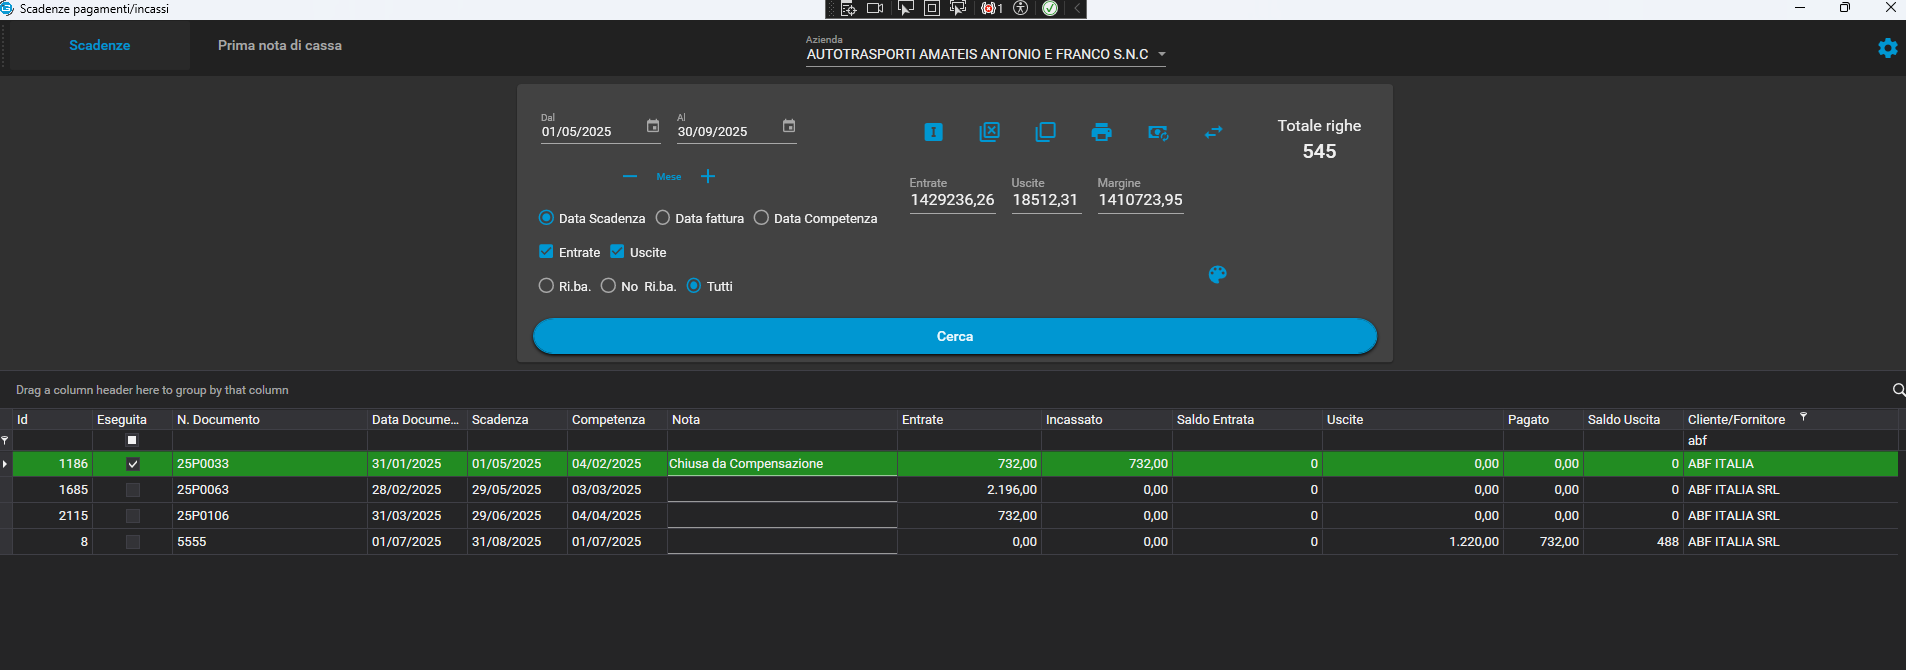 Scadenze pagamenti/incassi
1
Scadenze Prima nota di cassa
Azienda
AUTOTRASPORTI AMATEIS ANTONIO E FRANCO S.N.C
Dal Al
01/05/2025 30/09/2025
Totale righe
545
Mese
Entrate Uscite Margine
1429236,26 18512,31 1410723,95
Data Scadenza Data fattura Data Competenza
Entrate Uscite
Ri.ba. No Ri.ba. Tutti
Cerca
Drag a column header here to group by that column
Id Eseguita N. Documento Data Docume... Scadenza Competenza Nota Entrate Incassato Saldo Entrata Uscite Pagato Saldo Uscita Cliente/Fornitore
abf
1186 25P0033 31/01/2025 01/05/2025 04/02/2025 Chiusa da Compensazione 732,00 732,00 0 0,00 0,00 0 ABF ITALIA
1685 25P0063 28/02/2025 29/05/2025 03/03/2025 2.196,00 0,00 0 0,00 0,00 0 ABF ITALIA SRL
2115 25P0106 31/03/2025 29/06/2025 04/04/2025 732,00 0,00 0 0,00 0,00 0 ABF ITALIA SRL
8 5555 01/07/2025 31/08/2025 01/07/2025 0,00 0,00 0 1.220,00 732,00 488 ABF ITALIA SRL